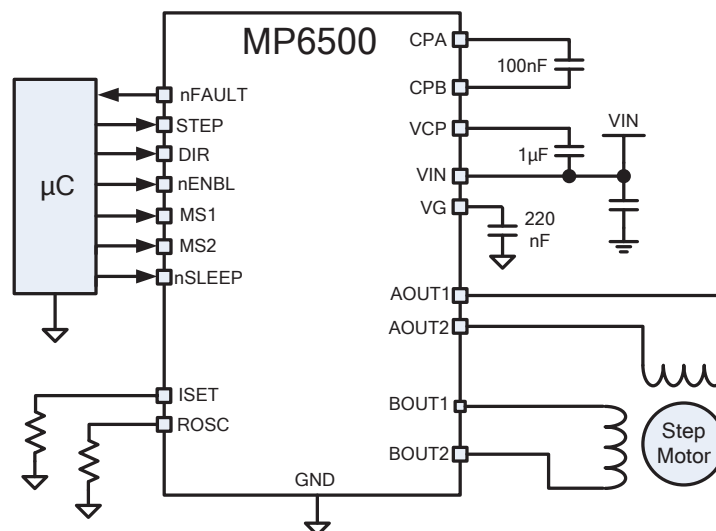 MP6500
µC
nFAULT
STEP
DIR
nENBL
MS1
MS2
nSLEEP
ISET
ROSC
GND
CPA
CPB
VCP
VIN
VG
AOUT1
AOUT2
BOUT1
BOUT2
100nF
1µF
VIN
220
nF
Step
Motor